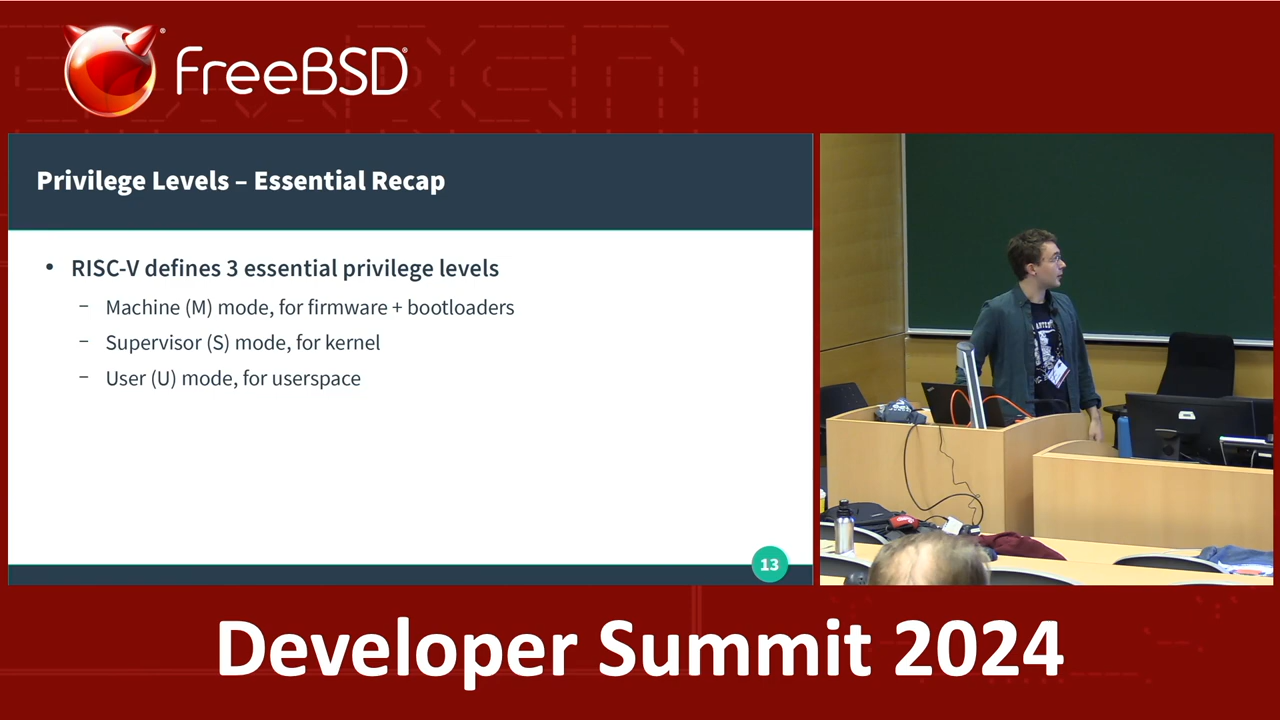 FreeBSD®
Privilege Levels – Essential Recap
• RISC-V defines 3 essential privilege levels
– Machine (M) mode, for firmware + bootloaders
– Supervisor (S) mode, for kernel
– User (U) mode, for userspace
13
Developer Summit 2024